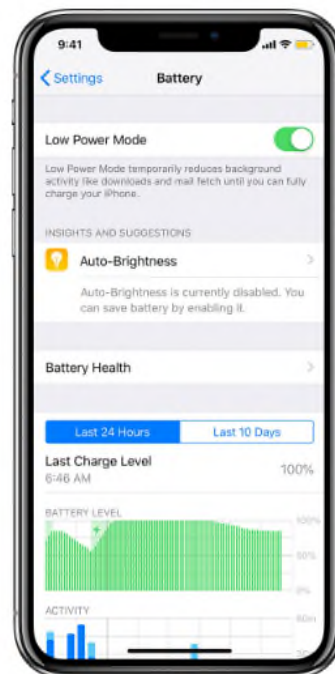 9:41
Settings
Battery
Low Power Mode
Low Power Mode temporarily reduces background
activity like downloads and mail fetch until you can fully
charge your iPhone.
INSIGHTS AND SUGGESTIONS
Auto-Brightness
Auto-Brightness is currently disabled. You
can save battery by enabling it.
Battery Health
Last 24 Hours
Last 10 Days
Last Charge Level
100%
6:46 AM
BATTERY LEVEL
100%
50%
0%
ACTIVITY
60m